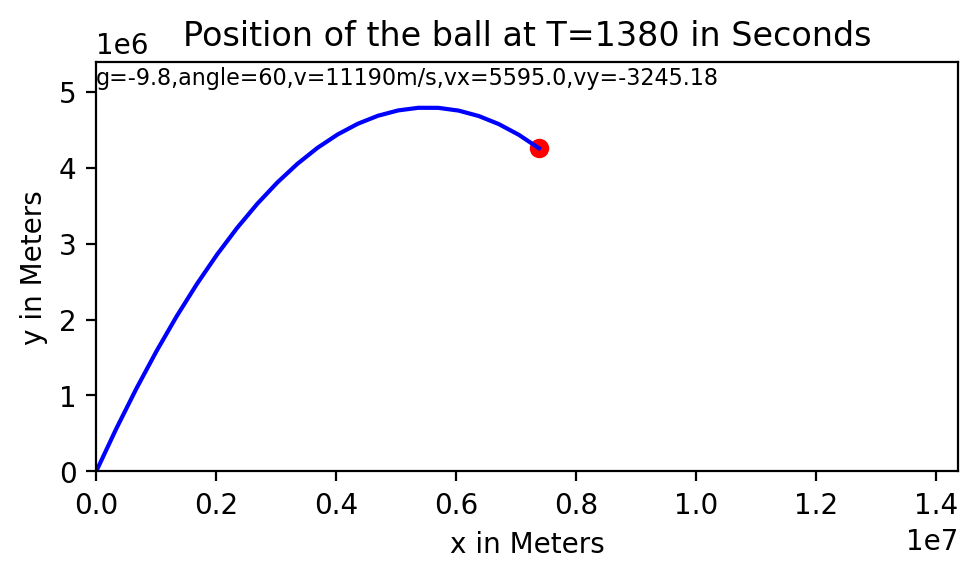 Position of the ball at T=1380 in Seconds
1e6
g=-9.8,angle=60,v=11190m/s,vx=5595.0,vy=-3245.18
5
4
3
2
1
0
y in Meters
0.0 0.2 0.4 0.6 0.8 1.0 1.2 1.4
x in Meters
1e7